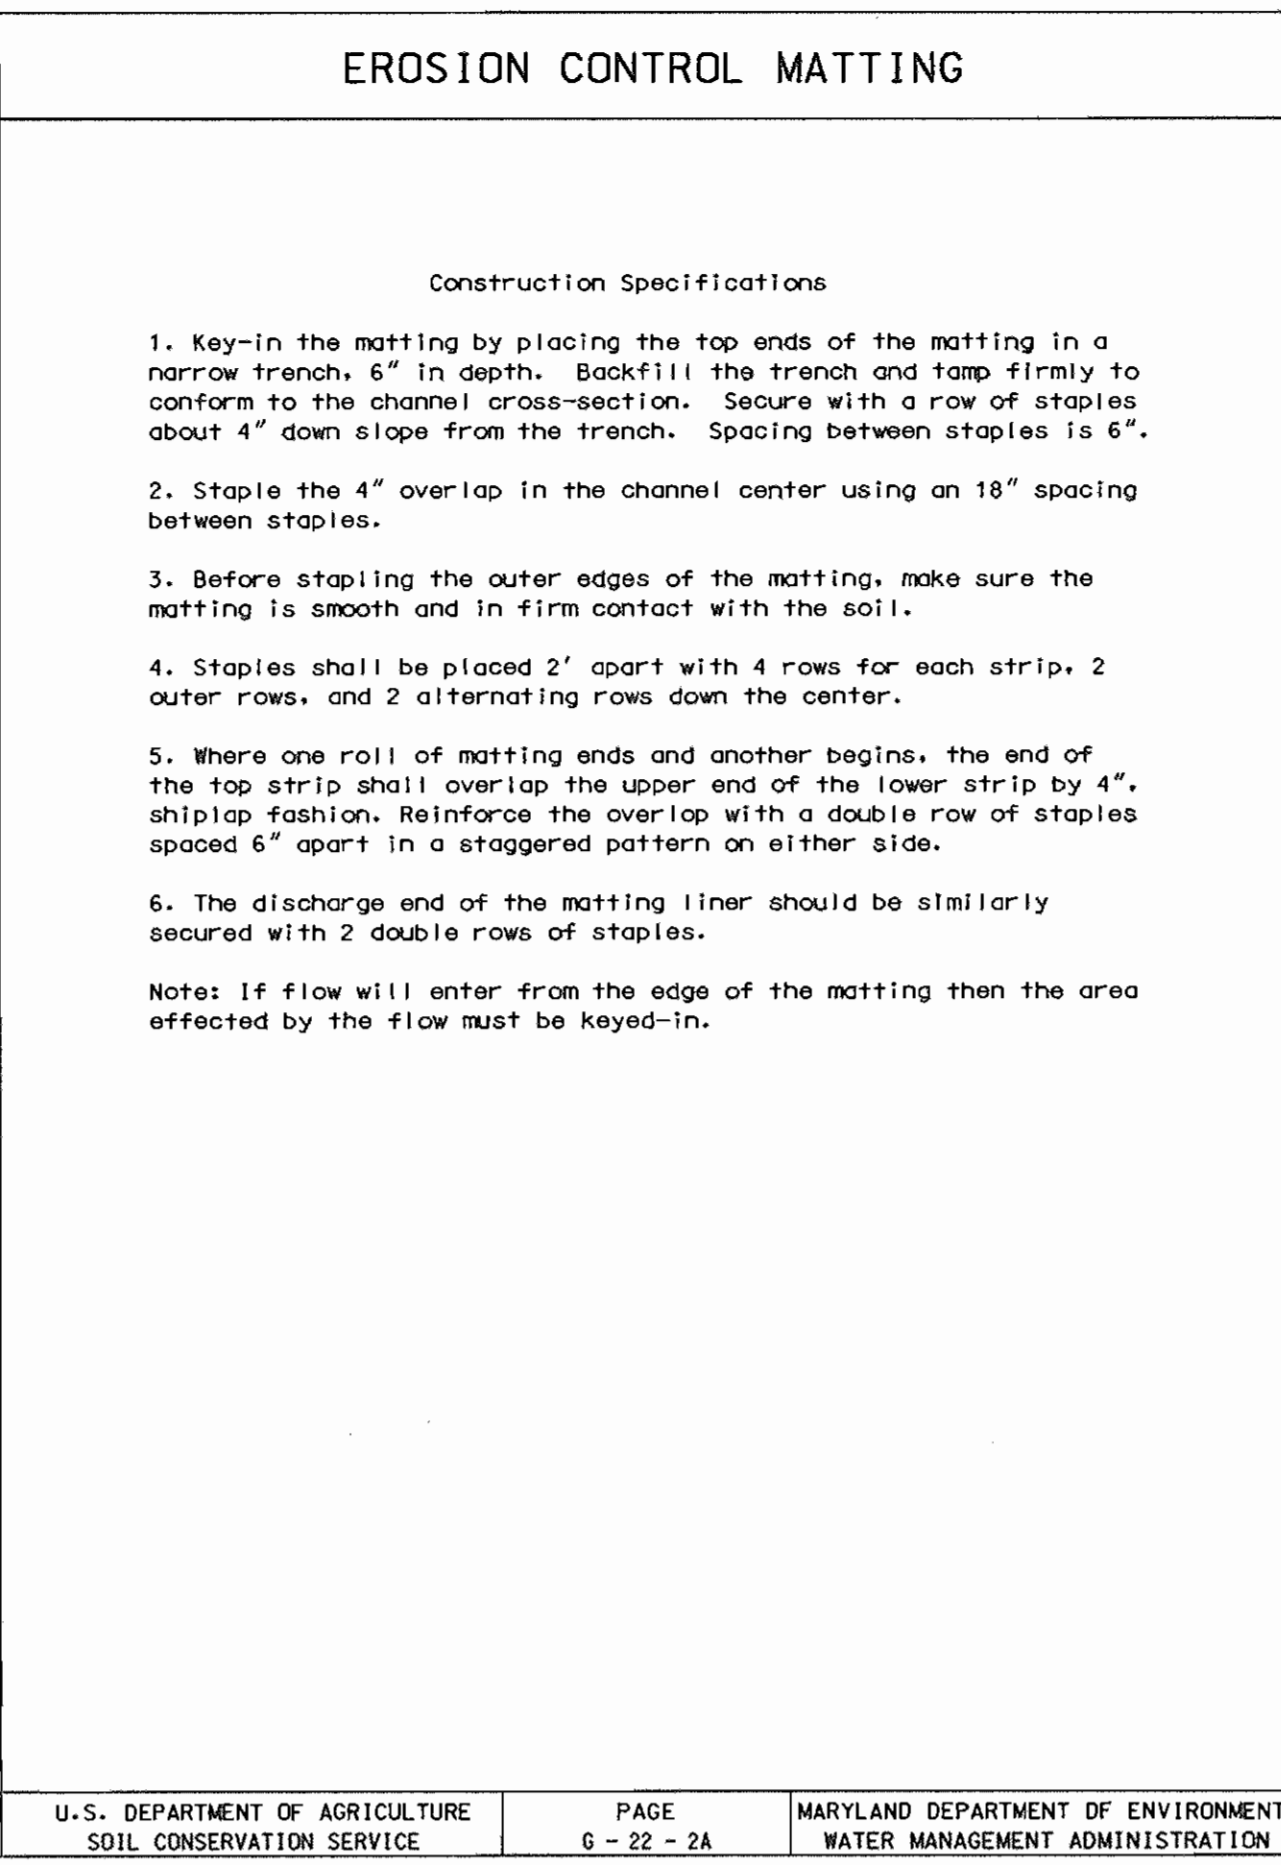 EROSION CONTROL MATTING
Construction Specifications
1. Key-in the matting by placing the top ends of the matting in a
narrow trench, 6" in depth. Backfill the trench and tamp firmly to
conform to the channel cross-section. Secure with a row of staples
about 4" down slope from the trench. Spacing between staples is 6".
2. Staple the 4" overlap in the channel center using an 18" spacing
between staples.
3. Before stapling the outer edges of the matting, make sure the
matting is smooth and in firm contact with the soil.
4. Staples shall be placed 2' apart with 4 rows for each strip, 2
outer rows, and 2 alternating rows down the center.
5. Where one roll of matting ends and another begins, the end of
the top strip shall overlap the upper end of the lower strip by 4",
shiplap fashion. Reinforce the overlap with a double row of staples
spaced 6" apart in a staggered pattern on either side.
6. The discharge end of the matting liner should be similarly
secured with 2 double rows of staples.
Note: If flow will enter from the edge of the matting then the area
effected by the flow must be keyed-in.
U.S. DEPARTMENT OF AGRICULTURE
SOIL CONSERVATION SERVICE
PAGE
G - 22 - 2A
MARYLAND DEPARTMENT OF ENVIRONMENT
WATER MANAGEMENT ADMINISTRATION